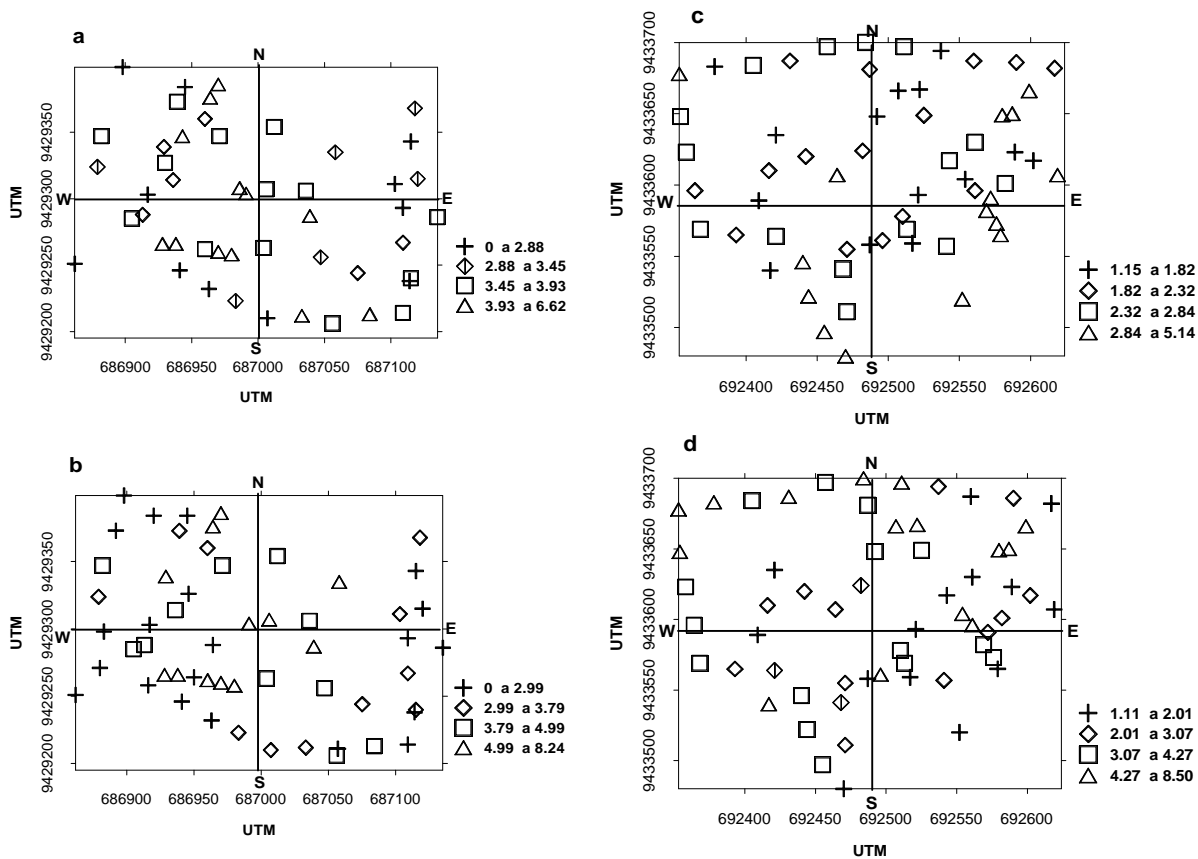 a
N
UTM
9429200 9429250 9429300 9429350
W
E
S
686900 686950 687000 687050 687100
UTM
0 a 2.88
2.88 a 3.45
3.45 a 3.93
3.93 a 6.62
c
N
UTM
9433500 9433550 9433600 9433650 9433700
W
E
S
692400 692450 692500 692550 692600
UTM
1.15 a 1.82
1.82 a 2.32
2.32 a 2.84
2.84 a 5.14
b
N
UTM
9429200 9429250 9429300 9429350
W
E
S
686900 686950 687000 687050 687100
UTM
0 a 2.99
2.99 a 3.79
3.79 a 4.99
4.99 a 8.24
d
N
UTM
9433500 9433550 9433600 9433650 9433700
W
E
S
692400 692450 692500 692550 692600
UTM
1.11 a 2.01
2.01 a 3.07
3.07 a 4.27
4.27 a 8.50